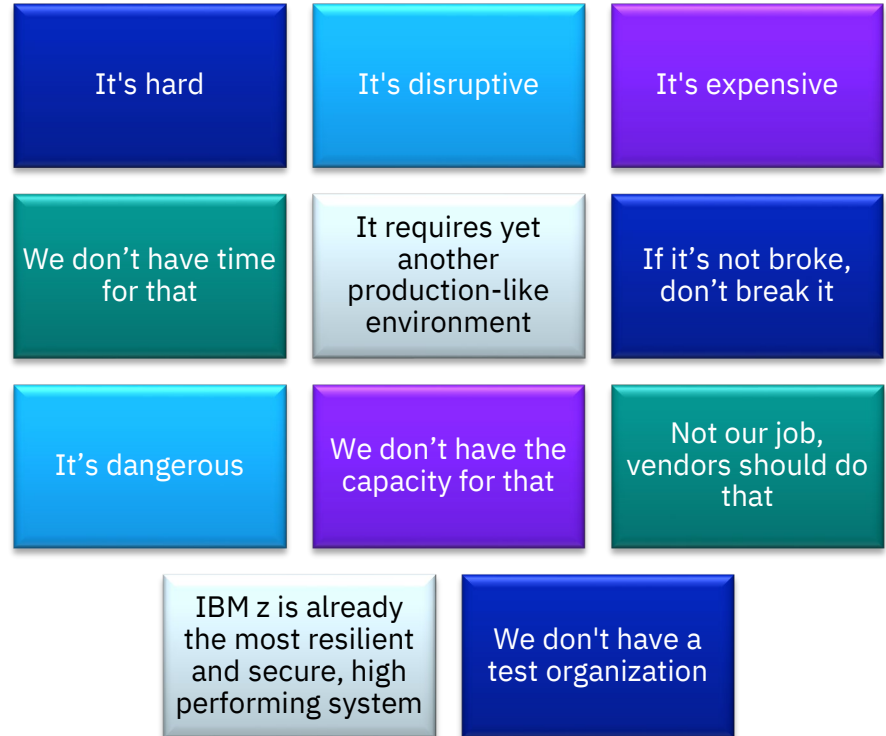 It's hard
It's disruptive
It's expensive
We don’t have time
for that
It requires yet
another
production-like
environment
If it’s not broke,
don’t break it
It’s dangerous
We don’t have the
capacity for that
Not our job,
vendors should do
that
IBM z is already
the most resilient
and secure, high
performing system
We don't have a
test organization